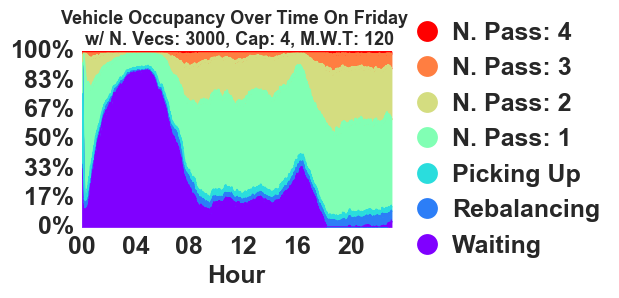 Vehicle Occupancy Over Time On Friday
w/ N. Vecs: 3000, Cap: 4, M.W.T: 120
100%
83%
67%
50%
33%
17%
0%
00 04 08 12 16 20
Hour
N. Pass: 4
N. Pass: 3
N. Pass: 2
N. Pass: 1
Picking Up
Rebalancing
Waiting